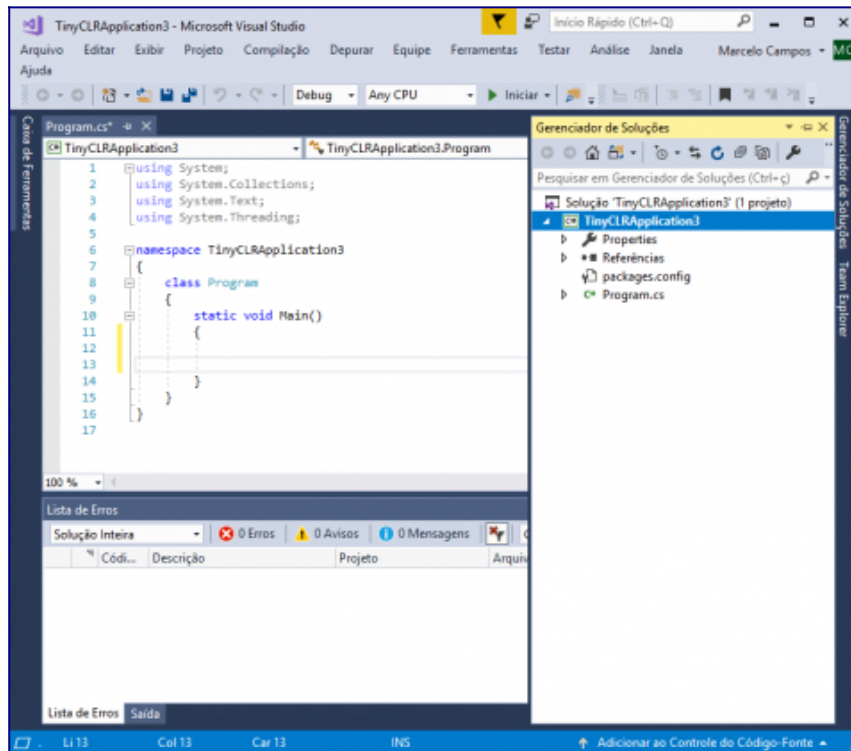 TinyCLRApplication3 - Microsoft Visual Studio
Início Rápido (Ctrl+Q)
Arquivo Editar Exibir Projeto Compilação Depurar Equipe Ferramentas Testar Análise Janela Marcelo Campos MC
Ajuda
Debug Any CPU Iniciar
Caixa de Ferramentas
Program.cs*
TinyCLRApplication3 TinyCLRApplication3.Program
1 using System;
2 using System.Collections;
3 using System.Text;
4 using System.Threading;
5
6 namespace TinyCLRApplication3
7 {
8 class Program
9 {
10 static void Main()
11 {
12
13
14 }
15 }
16 }
17
100 %
Lista de Erros
Solução Inteira 0 Erros 0 Avisos 0 Mensagens
Códi... Descrição Projeto Arquiv
Lista de Erros Saída
Gerenciador de Soluções
Pesquisar em Gerenciador de Soluções (Ctrl+ç)
Solução 'TinyCLRApplication3' (1 projeto)
TinyCLRApplication3
Properties
Referências
packages.config
C# Program.cs
Gerenciador de Soluções
Team Explorer
Li 13 Col 13 Car 13 INS Adicionar ao Controle do Código-Fonte